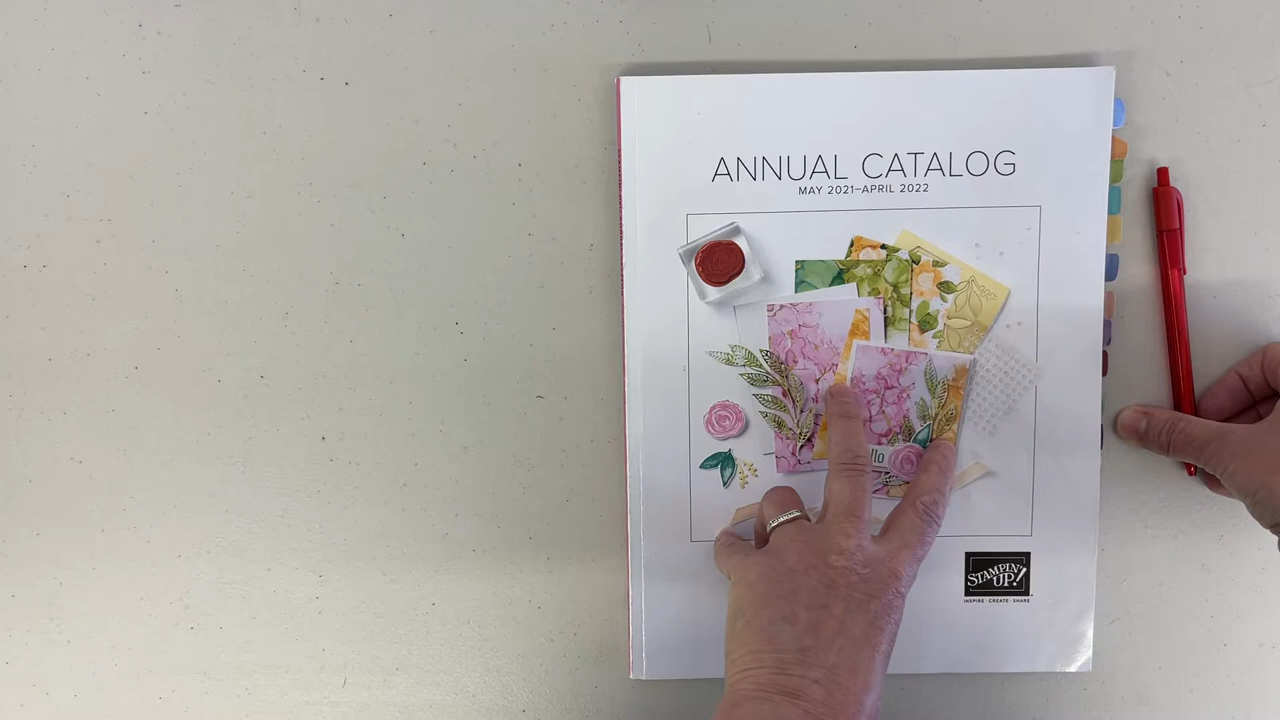 ANNUAL CATALOG
MAY 2021–APRIL 2022
llo
STAMPIN'
UP!
INSPIRE · CREATE · SHARE